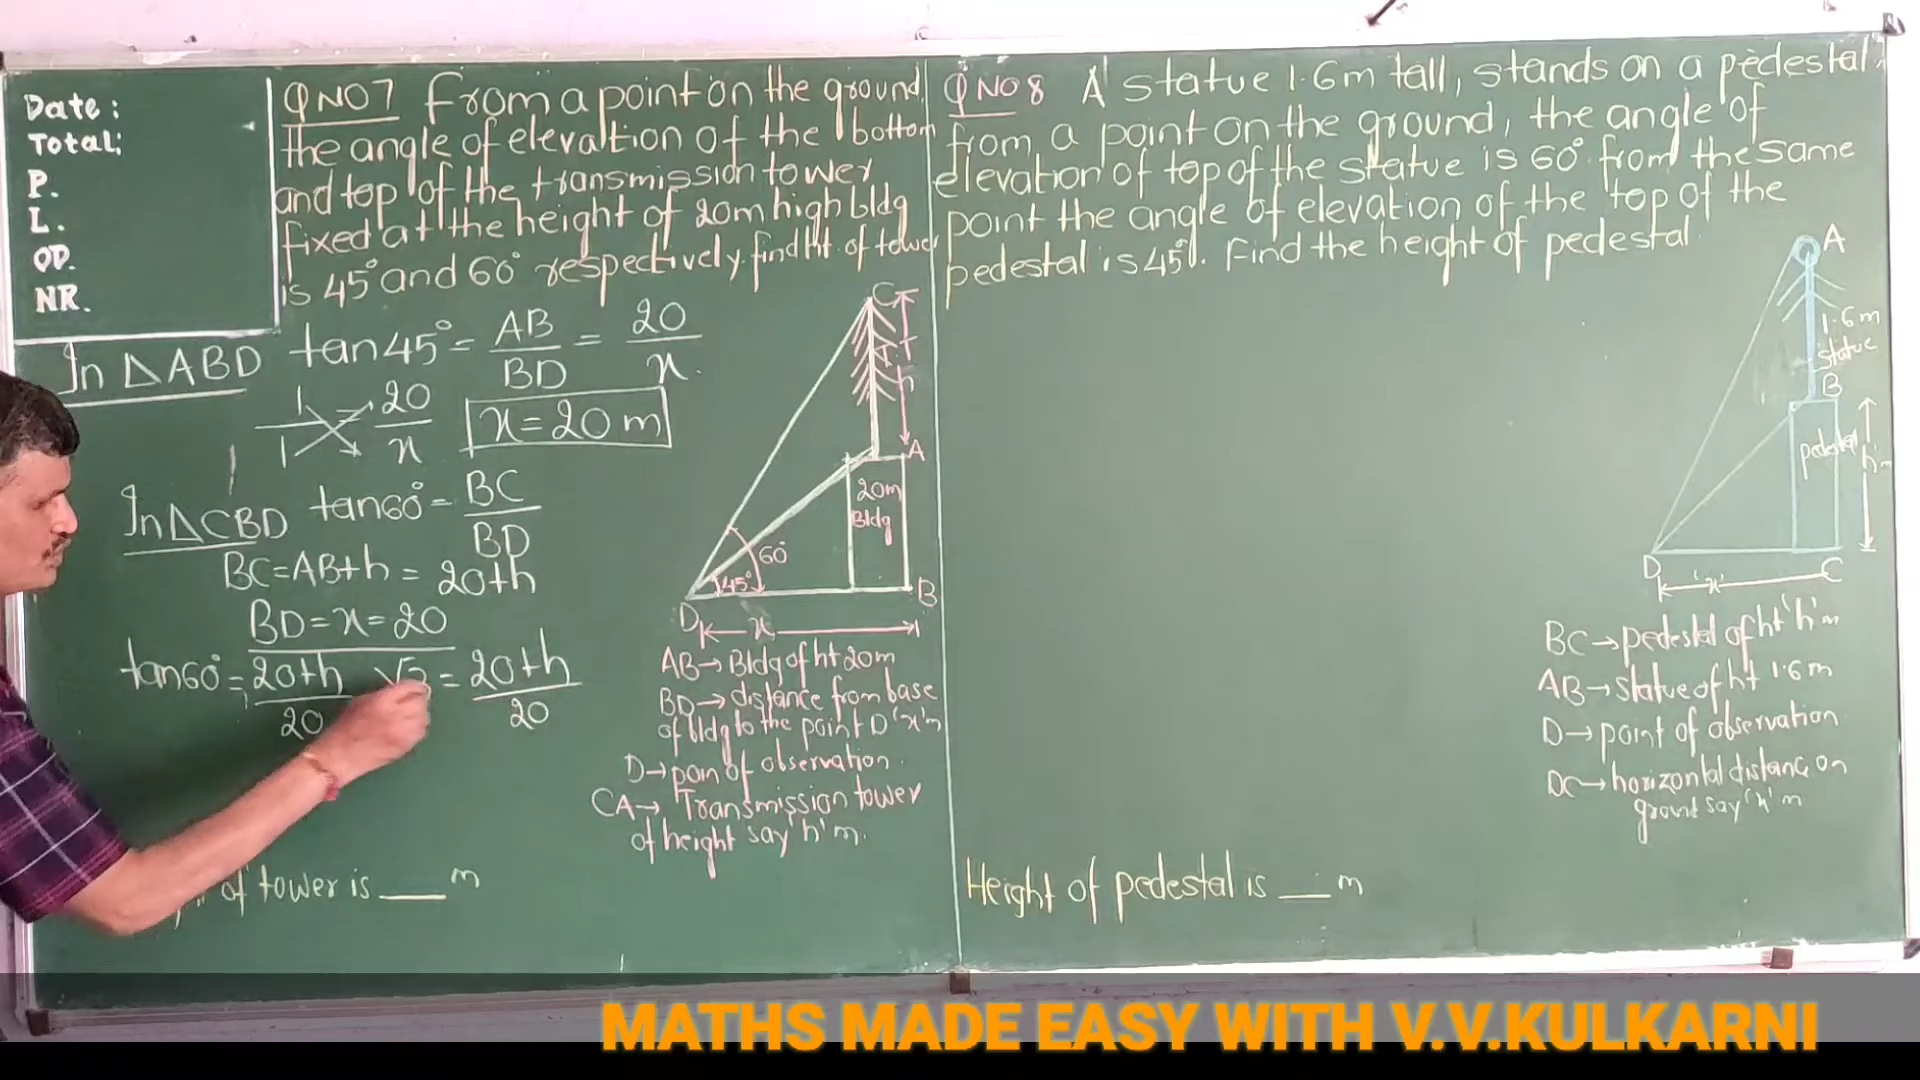 Date:
Total:
P.
L.
OD.
NR.
Q NO 7 From a point on the ground,
the angle of elevation of the bottom
and top of the transmission tower
fixed at the height of 20m high bldg
is 45° and 60° respectively. find ht. of tower
In △ABD tan45° = AB/BD = 20/x.
1/1 = 20/x x = 20 m
In △CBD tan60° = BC/BD
BC = AB+h = 20+h
BD = x = 20
tan60° = 20+h/20 = 20+h/20
of tower is ___ m
C
T.T
h
A
20m
Bldg
60°
45°
D
B
x
AB→ Bldg of ht 20m
BD→ distance from base
of bldg to the point D 'x' m
D→ poin of observation.
CA→ Transmission tower
of height say 'h' m.
Q NO 8 A statue 1.6m tall, stands on a pedestal,
from a point on the ground, the angle of
elevation of top of the statue is 60° from the same
point the angle of elevation of the top of the
pedestal is 45°. Find the height of pedestal.
A
1.6m
statue
B
pedestal
'h' m
D
C
'x'
BC→ pedestal of ht 'h' m
AB→ statue of ht 1.6m
D→ point of observation
DC→ horizontal distanc on
ground say 'x' m
Height of pedestal is ___ m
MATHS MADE EASY WITH V.V.KULKARNI